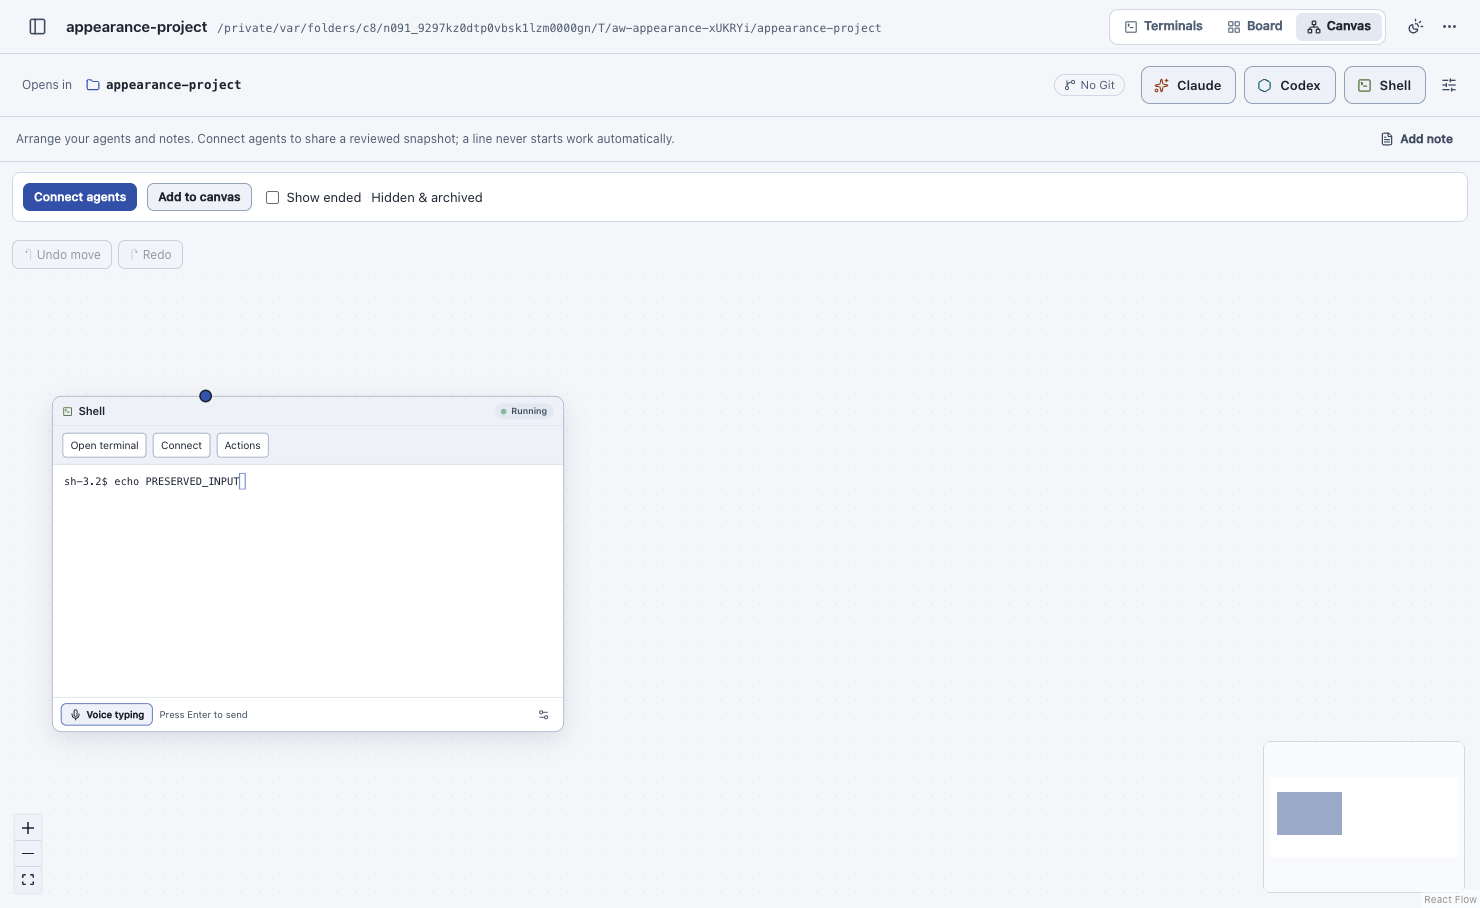 appearance-project /private/var/folders/c8/n091_9297kz0dtp0vbsk1lzm0000gn/T/aw-appearance-xUKRYi/appearance-project Terminals Board Canvas
Opens in appearance-project No Git Claude Codex Shell
Arrange your agents and notes. Connect agents to share a reviewed snapshot; a line never starts work automatically. Add note
Connect agents Add to canvas Show ended Hidden & archived
Undo move Redo
Shell Running
Open terminal Connect Actions
sh-3.2$ echo PRESERVED_INPUT
Voice typing Press Enter to send
React Flow